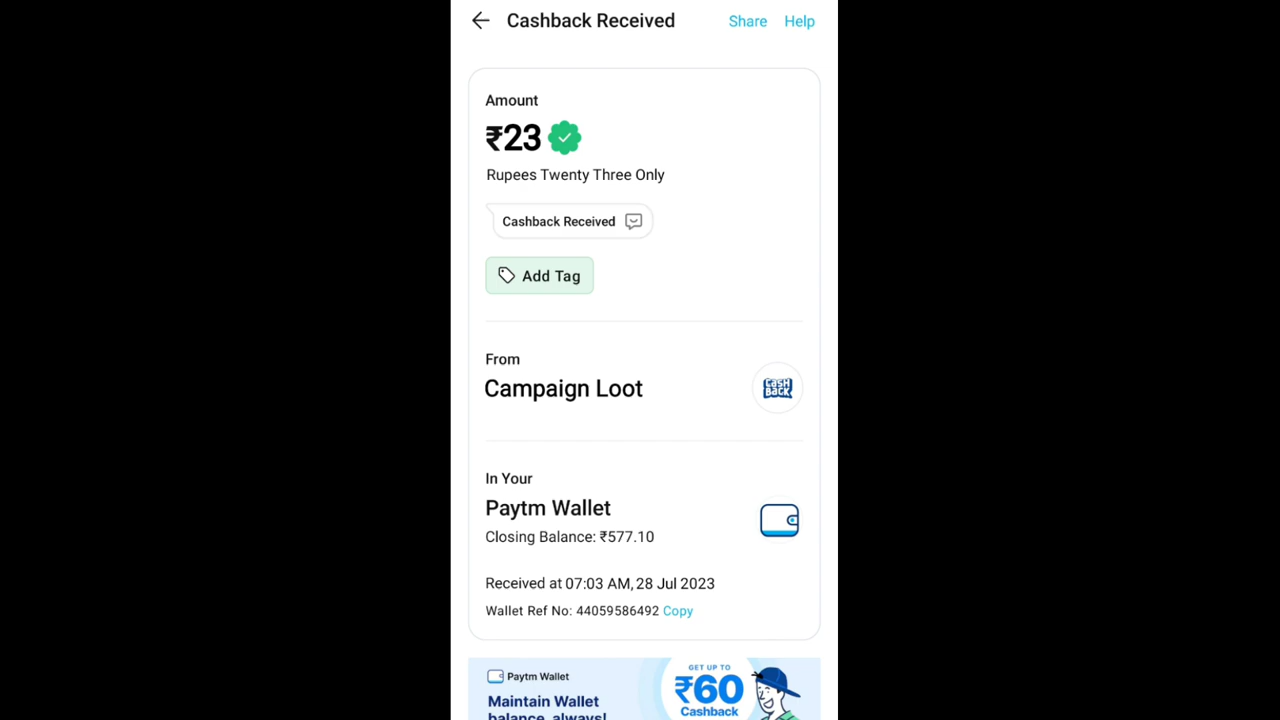 Cashback Received Share Help
Amount
₹23
Rupees Twenty Three Only
Cashback Received
Add Tag
From
Campaign Loot
CASH
BACK
In Your
Paytm Wallet
Closing Balance: ₹577.10
Received at 07:03 AM, 28 Jul 2023
Wallet Ref No: 44059586492 Copy
Paytm Wallet
Maintain Wallet
balance, always!
GET UP TO
₹60
Cashback